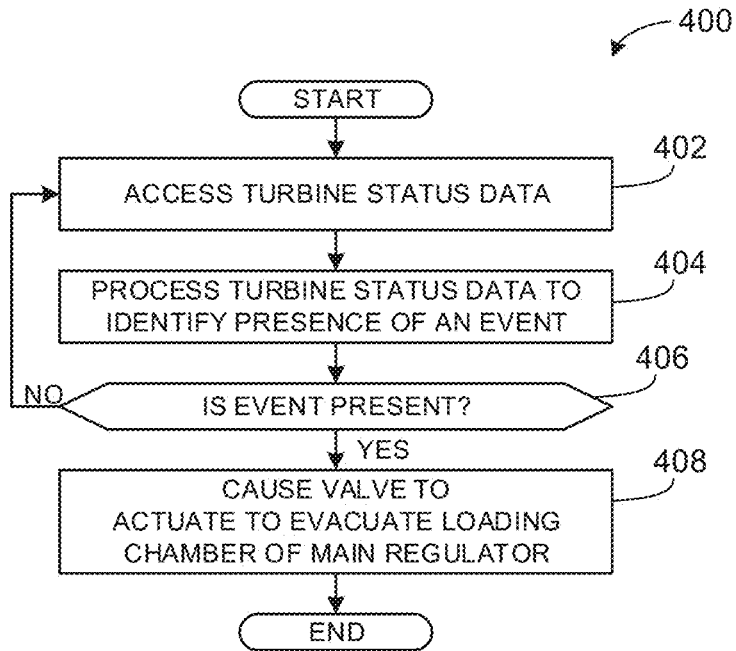 400
START
402
ACCESS TURBINE STATUS DATA
404
PROCESS TURBINE STATUS DATA TO
IDENTIFY PRESENCE OF AN EVENT
406
NO
IS EVENT PRESENT?
YES
408
CAUSE VALVE TO
ACTUATE TO EVACUATE LOADING
CHAMBER OF MAIN REGULATOR
END